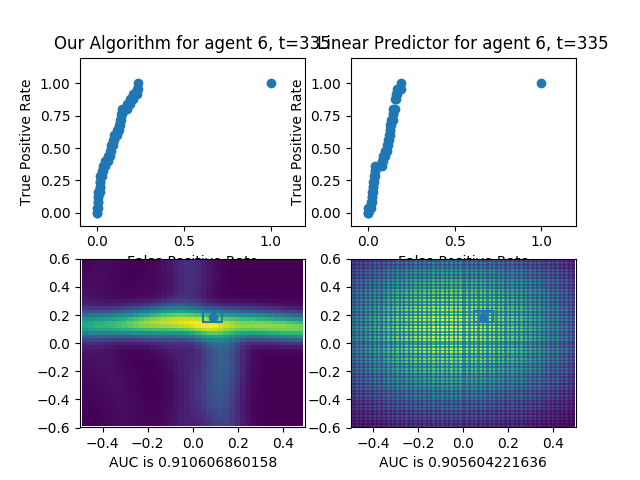 Our Algorithm for agent 6, t=335
Linear Predictor for agent 6, t=335
True Positive Rate
1.00
0.75
0.50
0.25
0.00
0.0 0.5 1.0
False Positive Rate
True Positive Rate
1.00
0.75
0.50
0.25
0.00
0.0 0.5 1.0
False Positive Rate
0.6
0.4
0.2
0.0
−0.2
−0.4
−0.6
−0.4 −0.2 0.0 0.2 0.4
AUC is 0.910606860158
0.6
0.4
0.2
0.0
−0.2
−0.4
−0.6
−0.4 −0.2 0.0 0.2 0.4
AUC is 0.905604221636